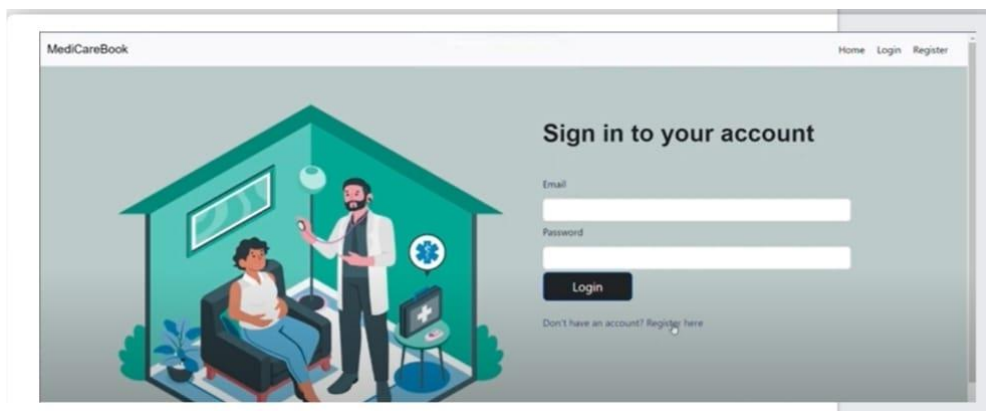 MediCareBook
Home Login Register
Sign in to your account
Email
Password
Login
Don't have an account? Register here